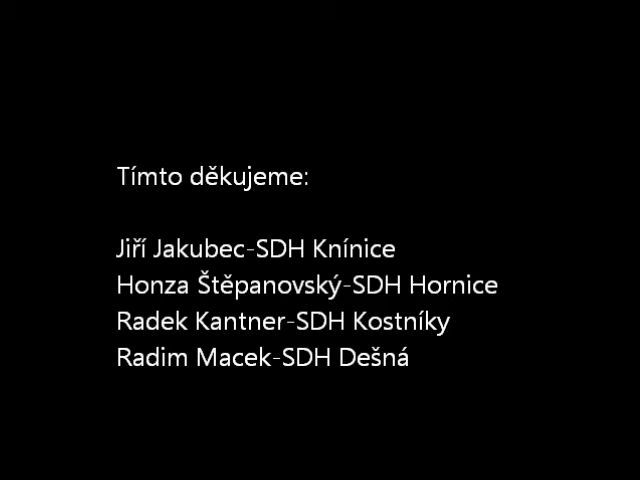 Tímto děkujeme:
Jiří Jakubec-SDH Knínice
Honza Štěpanovský-SDH Hornice
Radek Kantner-SDH Kostníky
Radim Macek-SDH Dešná